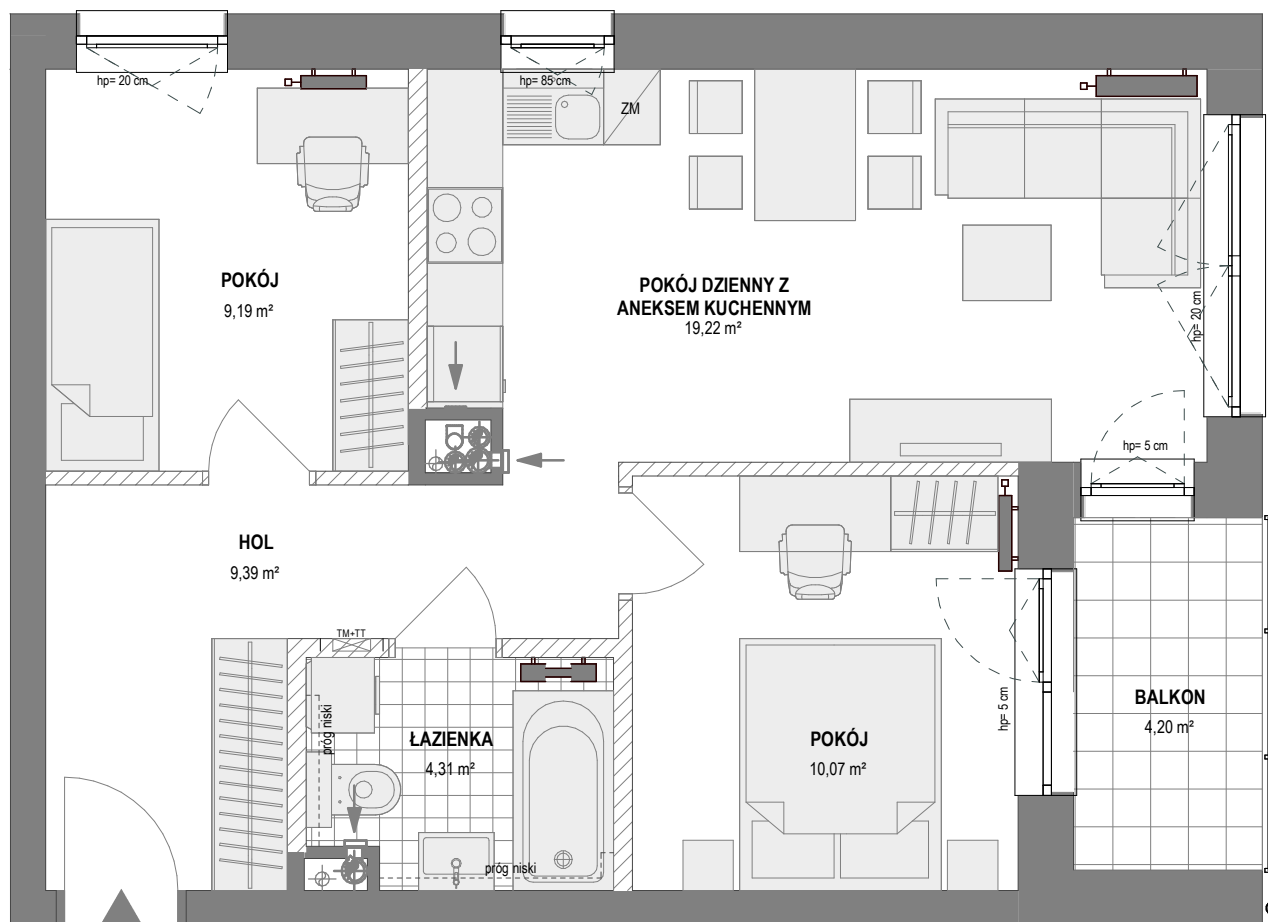 hp= 20 cm
hp= 85 cm
ZM
POKÓJ
9,19 m²
POKÓJ DZIENNY Z
ANEKSEM KUCHENNYM
19,22 m²
hp= 20 cm
hp= 5 cm
HOL
9,39 m²
TM+TT
próg niski
ŁAZIENKA
4,31 m²
próg niski
POKÓJ
10,07 m²
hp= 5 cm
BALKON
4,20 m²